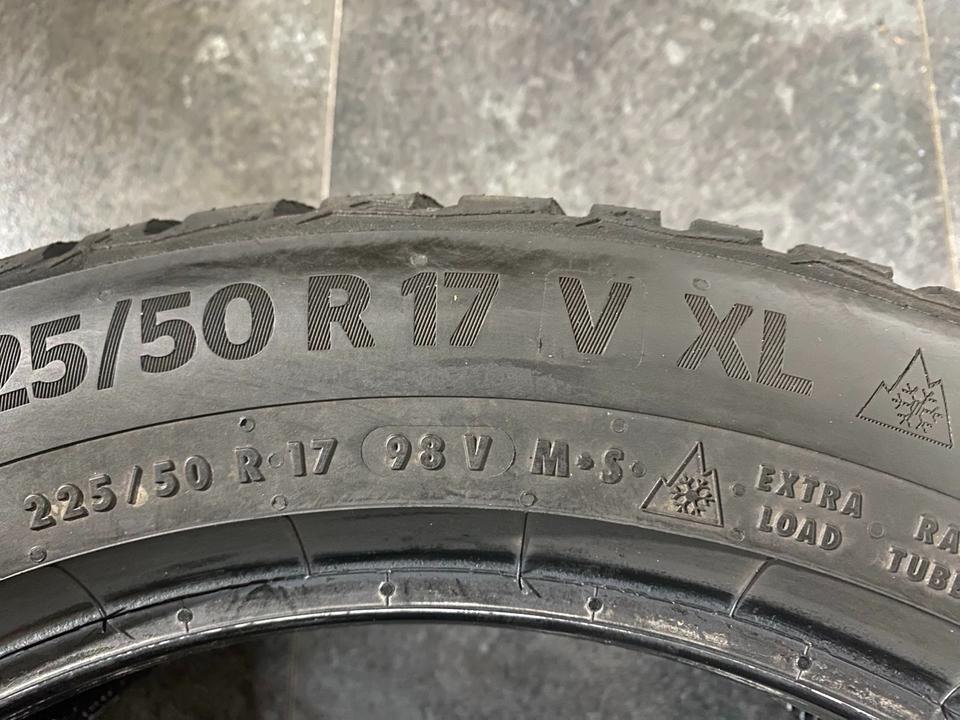 25/50 R 17 V XL
225/50 R·17 98 V M•S• EXTRA LOAD